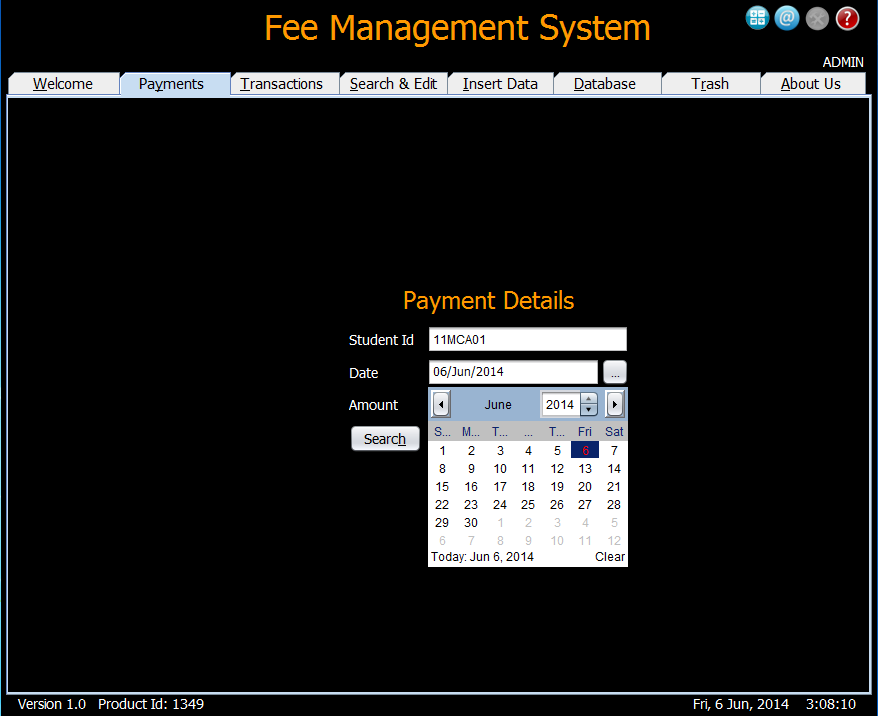 Fee Management System
@ ?
ADMIN
Welcome Payments Transactions Search & Edit Insert Data Database Trash About Us
Payment Details
Student Id 11MCA01
Date 06/Jun/2014 ...
Amount June 2014
Search
S... M... T... ... T... Fri Sat
1 2 3 4 5 6 7
8 9 10 11 12 13 14
15 16 17 18 19 20 21
22 23 24 25 26 27 28
29 30 1 2 3 4 5
6 7 8 9 10 11 12
Today: Jun 6, 2014 Clear
Version 1.0 Product Id: 1349 Fri, 6 Jun, 2014 3:08:10